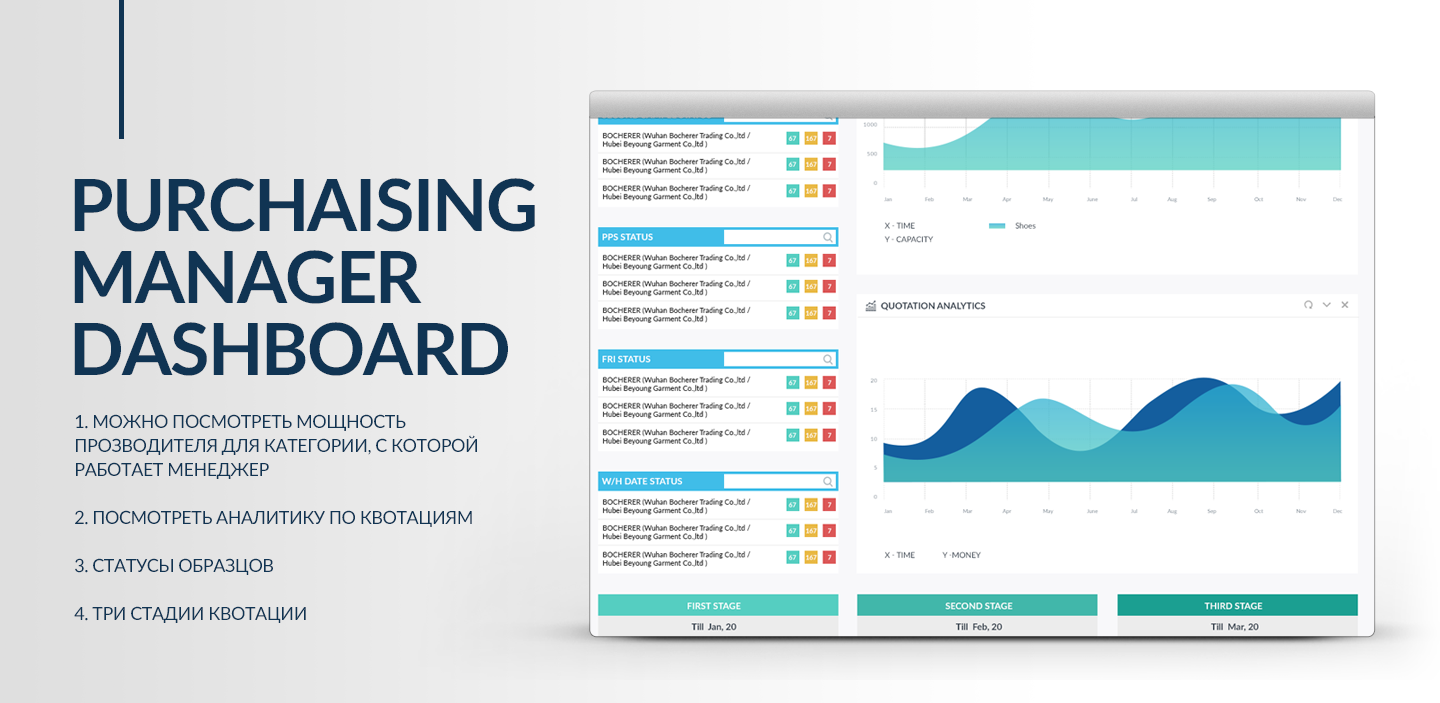 PURCHAISING
MANAGER
DASHBOARD
1. МОЖНО ПОСМОТРЕТЬ МОЩНОСТЬ
ПРОЗВОДИТЕЛЯ ДЛЯ КАТЕГОРИИ, С КОТОРОЙ
РАБОТАЕТ МЕНЕДЖЕР
2. ПОСМОТРЕТЬ АНАЛИТИКУ ПО КВОТАЦИЯМ
3. СТАТУСЫ ОБРАЗЦОВ
4. ТРИ СТАДИИ КВОТАЦИИ
BOCHERER (Wuhan Bocherer Trading Co.,ltd /
Hubei Beyoung Garment Co.,ltd )
67 167 7
BOCHERER (Wuhan Bocherer Trading Co.,ltd /
Hubei Beyoung Garment Co.,ltd )
67 167 7
BOCHERER (Wuhan Bocherer Trading Co.,ltd /
Hubei Beyoung Garment Co.,ltd )
67 167 7
PPS STATUS
BOCHERER (Wuhan Bocherer Trading Co.,ltd /
Hubei Beyoung Garment Co.,ltd )
67 167 7
BOCHERER (Wuhan Bocherer Trading Co.,ltd /
Hubei Beyoung Garment Co.,ltd )
67 167 7
BOCHERER (Wuhan Bocherer Trading Co.,ltd /
Hubei Beyoung Garment Co.,ltd )
67 167 7
FRI STATUS
BOCHERER (Wuhan Bocherer Trading Co.,ltd /
Hubei Beyoung Garment Co.,ltd )
67 167 7
BOCHERER (Wuhan Bocherer Trading Co.,ltd /
Hubei Beyoung Garment Co.,ltd )
67 167 7
BOCHERER (Wuhan Bocherer Trading Co.,ltd /
Hubei Beyoung Garment Co.,ltd )
67 167 7
W/H DATE STATUS
BOCHERER (Wuhan Bocherer Trading Co.,ltd /
Hubei Beyoung Garment Co.,ltd )
67 167 7
BOCHERER (Wuhan Bocherer Trading Co.,ltd /
Hubei Beyoung Garment Co.,ltd )
67 167 7
BOCHERER (Wuhan Bocherer Trading Co.,ltd /
Hubei Beyoung Garment Co.,ltd )
67 167 7
1500
500
0
Jan Feb Mar Apr May June Jul Aug Sep Oct Nov Dec
X - TIME Shoes
Y - CAPACITY
QUOTATION ANALYTICS
20
15
10
5
0
Jan Feb Mar Apr May June Jul Aug Sep Oct Nov Dec
X - TIME Y -MONEY
FIRST STAGE SECOND STAGE THIRD STAGE
Till Jan, 20 Till Feb, 20 Till Mar, 20